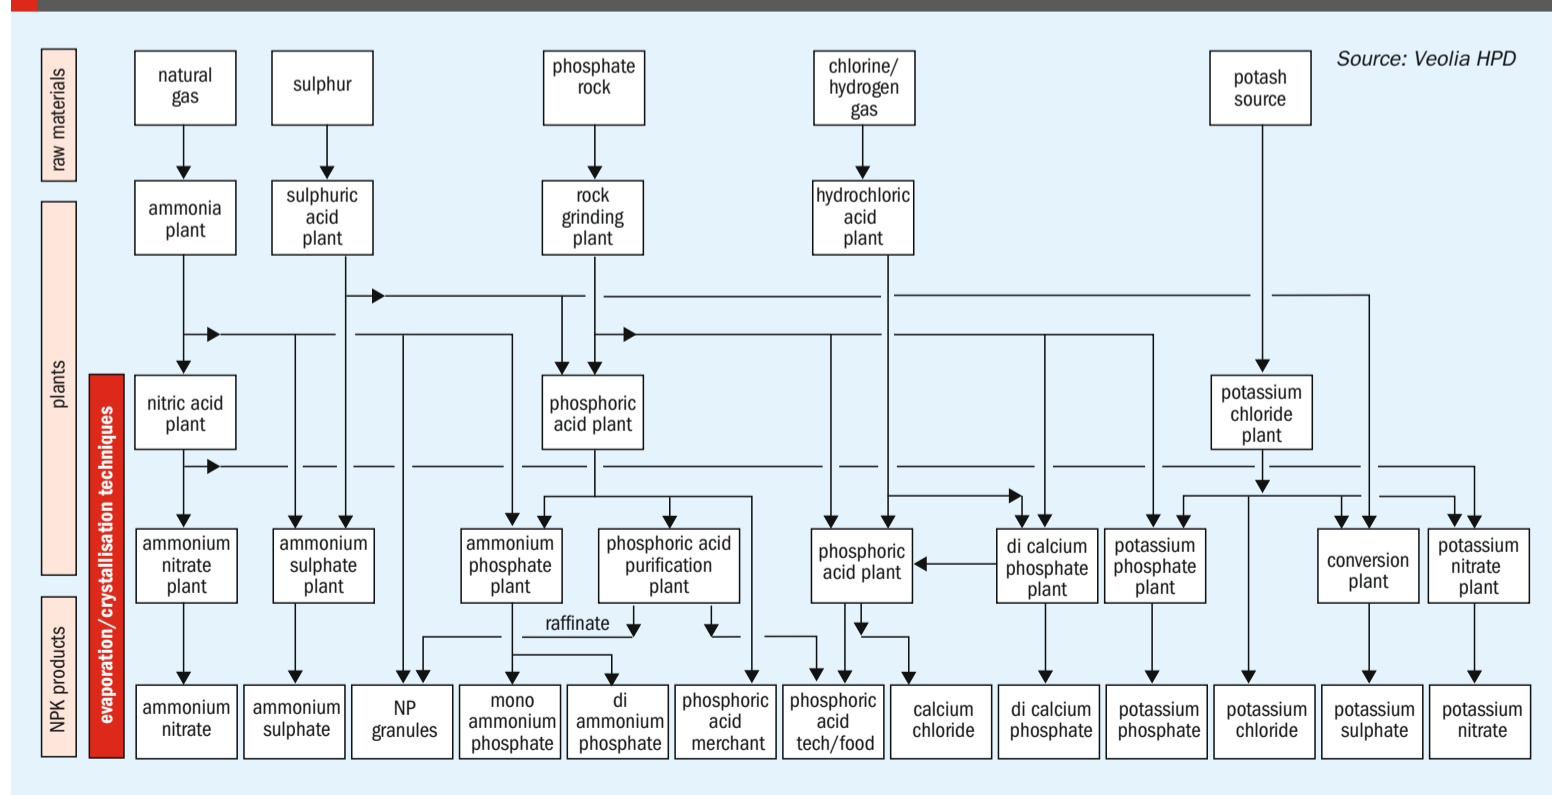 Source: Veolia HPD
raw materials
natural
gas
sulphur
phosphate
rock
chlorine/
hydrogen
gas
potash
source
plants
ammonia
plant
sulphuric
acid
plant
rock
grinding
plant
hydrochloric
acid
plant
evaporation/crystallisation techniques
nitric acid
plant
phosphoric
acid plant
potassium
chloride
plant
ammonium
nitrate
plant
ammonium
sulphate
plant
ammonium
phosphate
plant
phosphoric acid
purification
plant
phosphoric
acid plant
di calcium
phosphate
plant
potassium
phosphate
plant
conversion
plant
potassium
nitrate
plant
raffinate
NPK products
ammonium
nitrate
ammonium
sulphate
NP
granules
mono
ammonium
phosphate
di
ammonium
phosphate
phosphoric
acid
merchant
phosphoric
acid
tech/food
calcium
chloride
di calcium
phosphate
potassium
phosphate
potassium
chloride
potassium
sulphate
potassium
nitrate